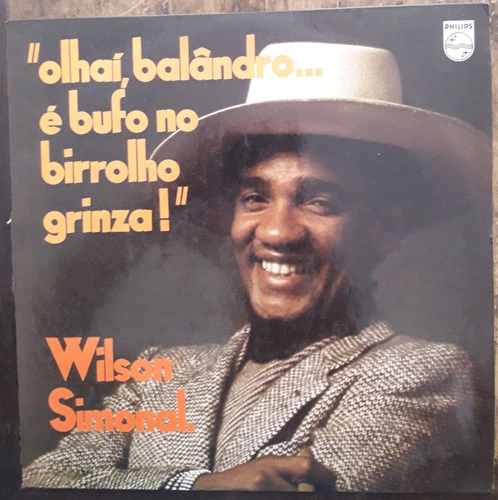 "olhaí, balândro...
é bufo no
birrolho
grinza!"
PHILIPS
Wilson
Simonal.